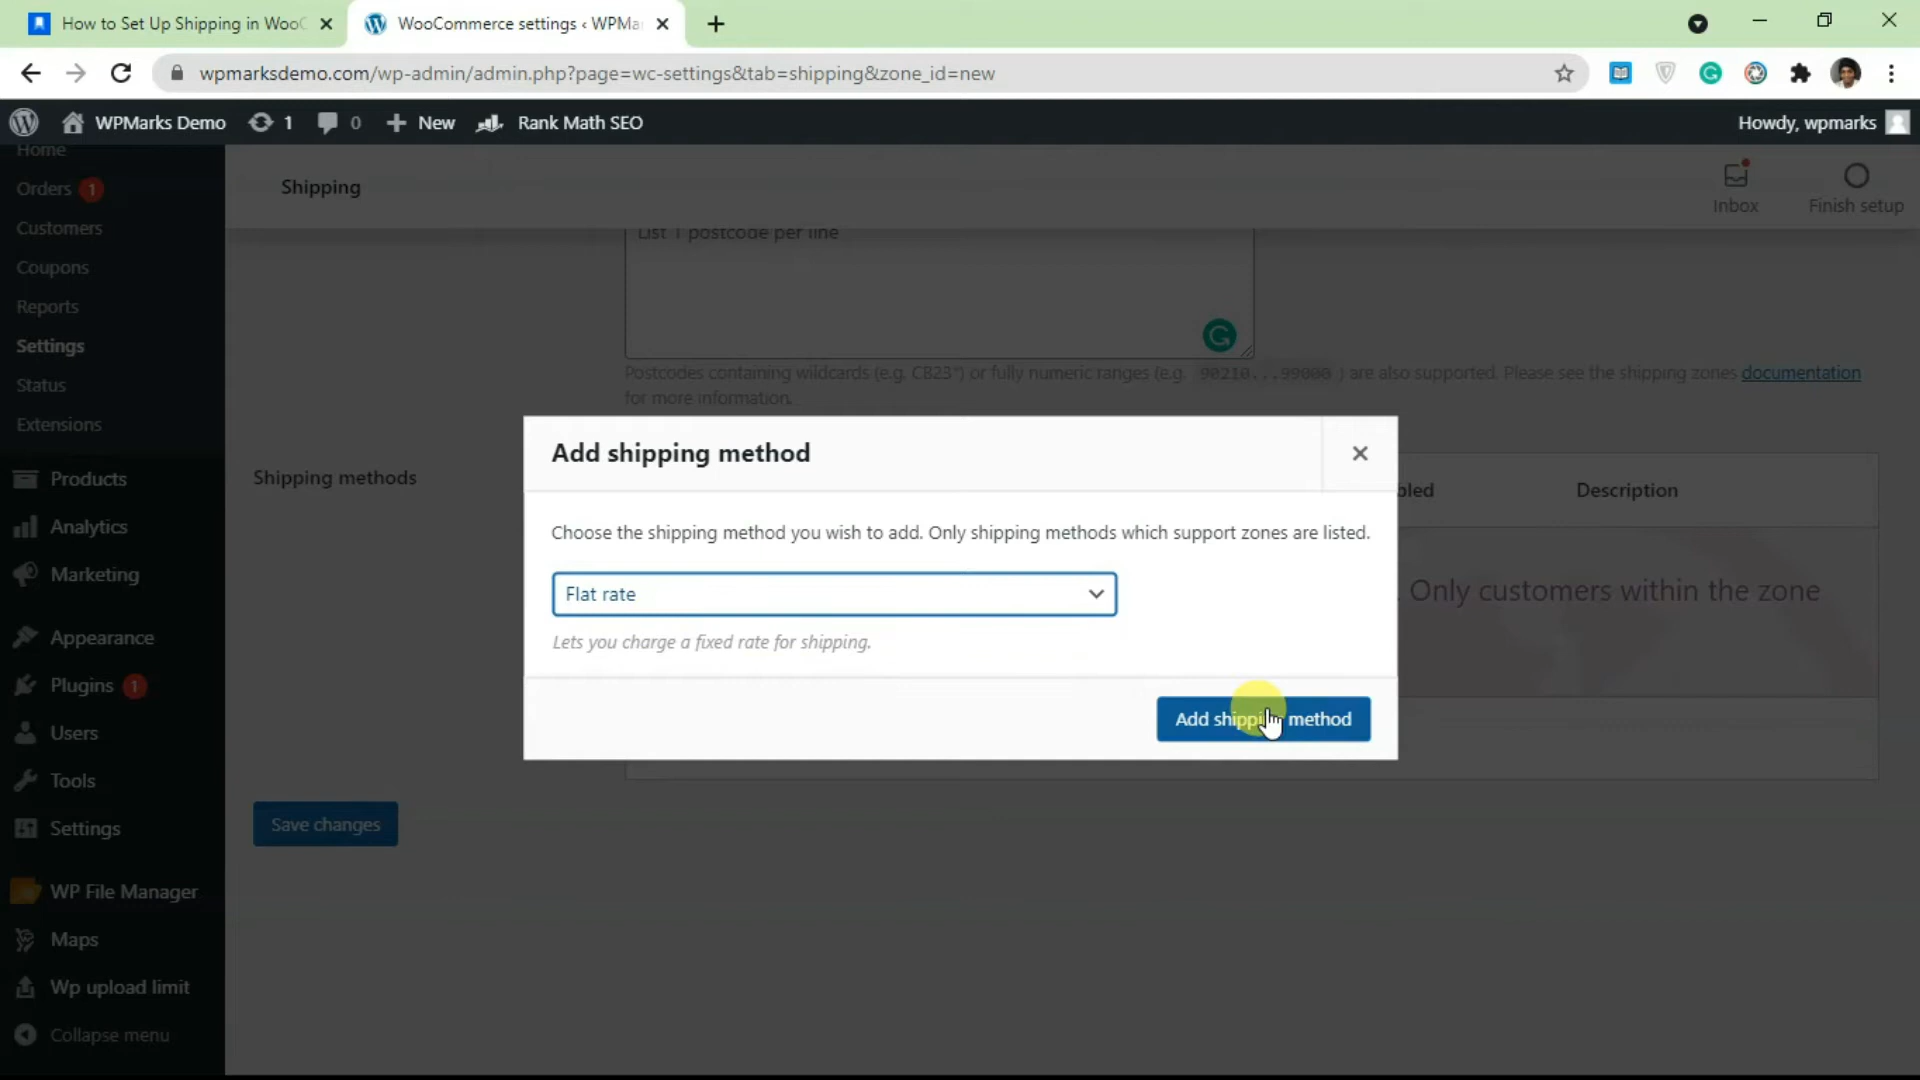 How to Set Up Shipping in Woo
WooCommerce settings ‹ WPMa
wpmarksdemo.com/wp-admin/admin.php?page=wc-settings&tab=shipping&zone_id=new
WPMarks Demo 1 0 New Rank Math SEO
Howdy, wpmarks
Home
Orders 1
Customers
Coupons
Reports
Settings
Status
Extensions
Products
Analytics
Marketing
Appearance
Plugins 1
Users
Tools
Settings
WP File Manager
Maps
Wp upload limit
Collapse menu
Shipping
Inbox
Finish setup
List 1 postcode per line
Postcodes containing wildcards (e.g. CB23*) or fully numeric ranges (e.g. 90210...99000 ) are also supported. Please see the shipping zones documentation
for more information.
Shipping methods
Description
Only customers within the zone
Add shipping method
Choose the shipping method you wish to add. Only shipping methods which support zones are listed.
Flat rate
Lets you charge a fixed rate for shipping.
Add shipping method
Save changes